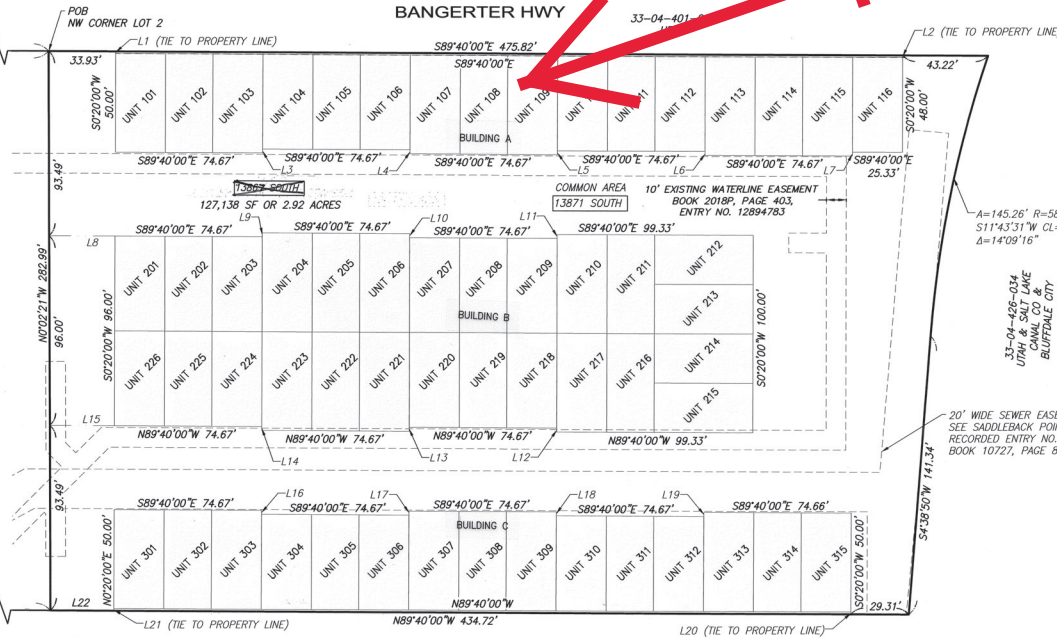 POB
NW CORNER LOT 2
BANGERTER HWY
33-04-401-
L1 (TIE TO PROPERTY LINE)
L2 (TIE TO PROPERTY LINE)
S89°40'00"E 475.82'
33.93'
S89°40'00"E
43.22'
S0°20'00"W
50.00'
UNIT 101
UNIT 102
UNIT 103
UNIT 104
UNIT 105
UNIT 106
UNIT 107
UNIT 108
UNIT 109
UNIT 112
UNIT 113
UNIT 114
UNIT 115
UNIT 116
S0°20'00"W
48.00'
BUILDING A
S89°40'00"E 74.67'
S89°40'00"E 74.67'
S89°40'00"E 74.67'
S89°40'00"E 74.67'
S89°40'00"E 74.67'
S89°40'00"E
25.33'
L3
L4
L5
L6
L7
93.49'
13867 SOUTH
127,138 SF OR 2.92 ACRES
COMMON AREA
13871 SOUTH
10' EXISTING WATERLINE EASEMENT
BOOK 2018P, PAGE 403,
ENTRY NO. 12894783
A=145.26' R=58
S11°43'31"W CL=
Δ=14°09'16"
L8
L9
L10
L11
S89°40'00"E 74.67'
S89°40'00"E 74.67'
S89°40'00"E 74.67'
S89°40'00"E 99.33'
N0°02'21"W 282.99'
96.00'
S0°20'00"W 96.00'
UNIT 201
UNIT 202
UNIT 203
UNIT 204
UNIT 205
UNIT 206
UNIT 207
UNIT 208
UNIT 209
UNIT 210
UNIT 211
UNIT 212
UNIT 213
BUILDING B
S0°20'00"W 100.00'
UNIT 226
UNIT 225
UNIT 224
UNIT 223
UNIT 222
UNIT 221
UNIT 220
UNIT 219
UNIT 218
UNIT 217
UNIT 216
UNIT 214
UNIT 215
33-04-426-034
UTAH & SALT LAKE
CANAL CO &
BLUFFDALE CITY
L15
N89°40'00"W 74.67'
N89°40'00"W 74.67'
N89°40'00"W 74.67'
N89°40'00"W 99.33'
L14
L13
L12
20' WIDE SEWER EASE
SEE SADDLEBACK POIN
RECORDED ENTRY NO.
BOOK 10727, PAGE 8
93.49'
S4°38'50"W 141.34'
L16
L17
L18
L19
S89°40'00"E 74.67'
S89°40'00"E 74.67'
S89°40'00"E 74.67'
S89°40'00"E 74.67'
S89°40'00"E 74.66'
BUILDING C
N0°20'00"E 50.00'
UNIT 301
UNIT 302
UNIT 303
UNIT 304
UNIT 305
UNIT 306
UNIT 307
UNIT 308
UNIT 309
UNIT 310
UNIT 311
UNIT 312
UNIT 313
UNIT 314
UNIT 315
S0°20'00"W 50.00'
L22
N89°40'00"W
29.31'
L21 (TIE TO PROPERTY LINE)
N89°40'00"W 434.72'
L20 (TIE TO PROPERTY LINE)